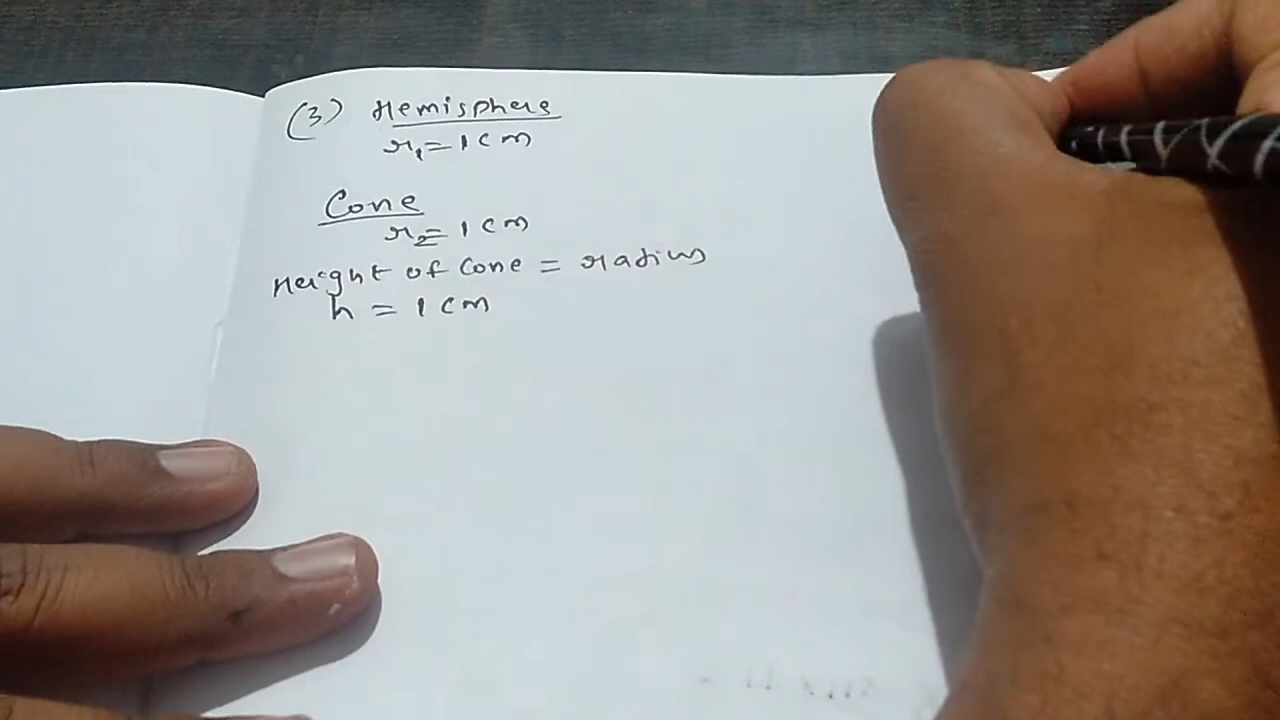 (3) Hemisphere
r₁ = 1 cm
Cone
r₂ = 1 cm
Height of Cone = radius
h = 1 cm